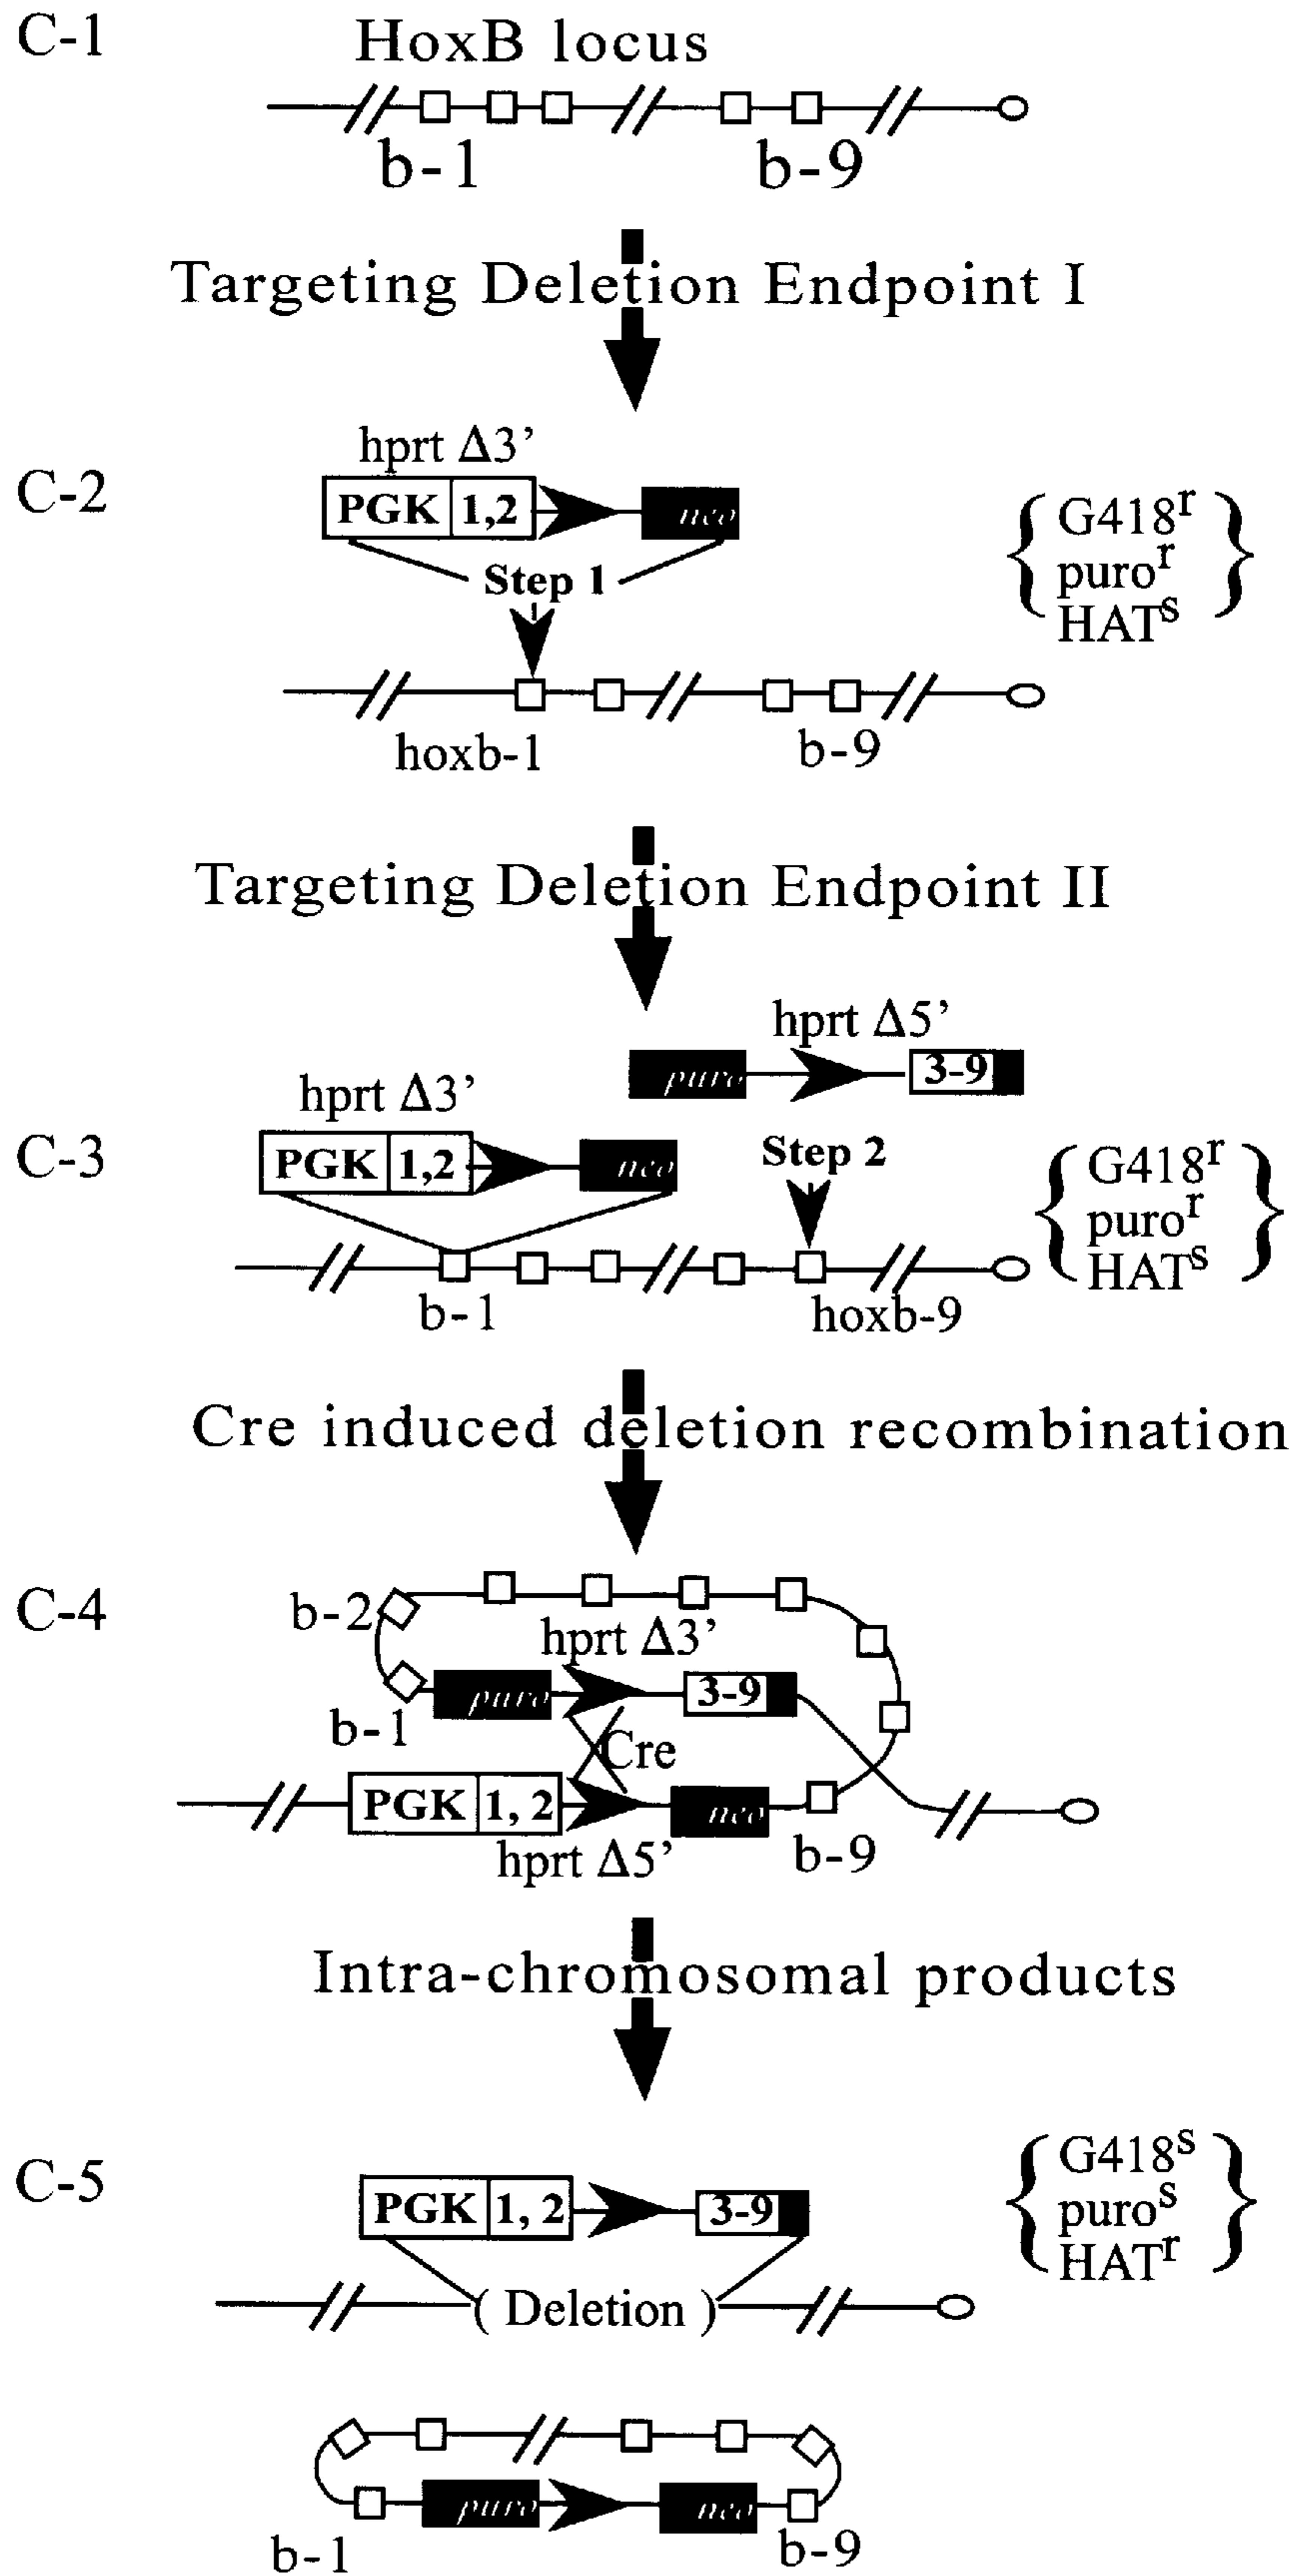 C-1
HoxB locus
b-1
b-9
Targeting Deletion Endpoint I
C-2
hprt Δ3’
PGK 1,2
neo
Step 1
G418ʳ
puroʳ
HATˢ
hoxb-1
b-9
Targeting Deletion Endpoint II
hprt Δ5’
puro
3-9
C-3
hprt Δ3’
PGK 1,2
neo
Step 2
G418ʳ
puroʳ
HATˢ
b-1
hoxb-9
Cre induced deletion recombination
C-4
b-2
hprt Δ3’
puro
3-9
b-1
Cre
PGK 1, 2
neo
hprt Δ5’
b-9
Intra-chromosomal products
C-5
PGK 1, 2
3-9
G418ˢ
puroˢ
HATʳ
( Deletion )
puro
neo
b-1
b-9